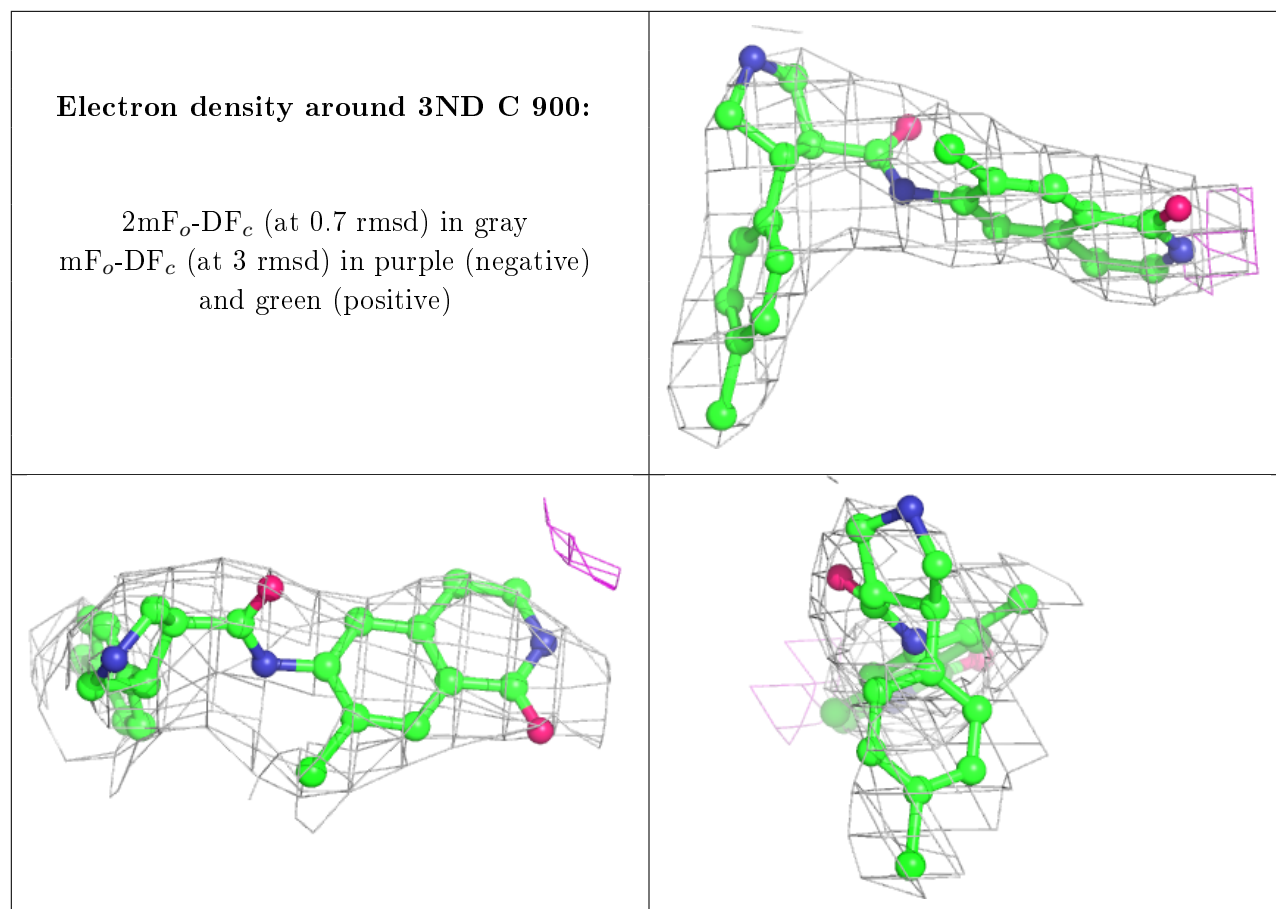 Electron density around 3ND C 900:
2mFo-DFc (at 0.7 rmsd) in gray
mFo-DFc (at 3 rmsd) in purple (negative)
and green (positive)